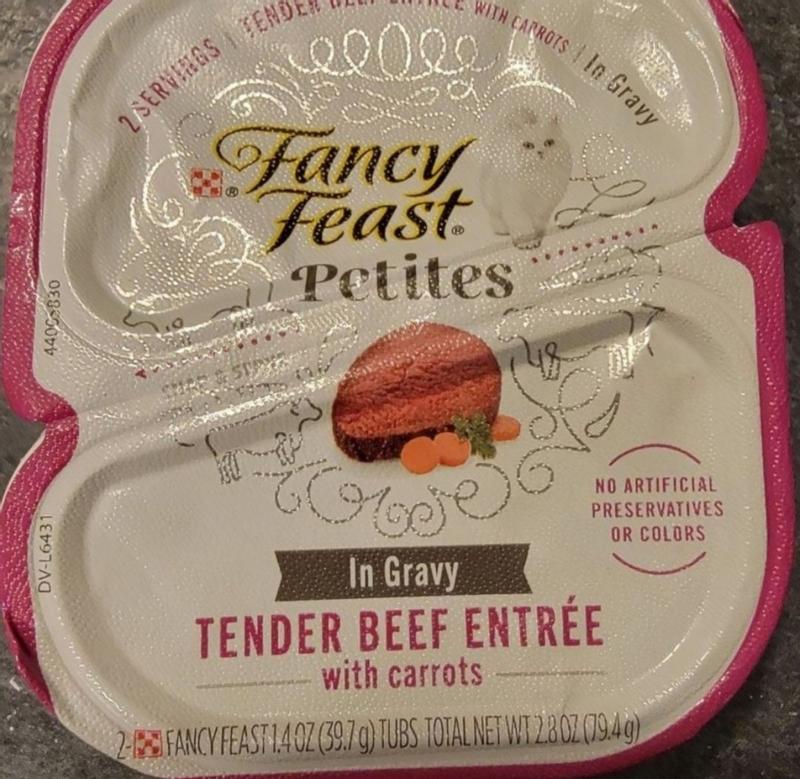 2 SERVINGS | TENDER BEEF ENTRÉE WITH CARROTS | In Gravy
Fancy
Feast®
Petites
SNAP & SERVE
In Gravy
TENDER BEEF ENTRÉE
with carrots
NO ARTIFICIAL
PRESERVATIVES
OR COLORS
DV-L6431
2- FANCY FEAST 1.4 OZ (39.7 g) TUBS TOTAL NET WT 2.8 OZ (79.4 g)